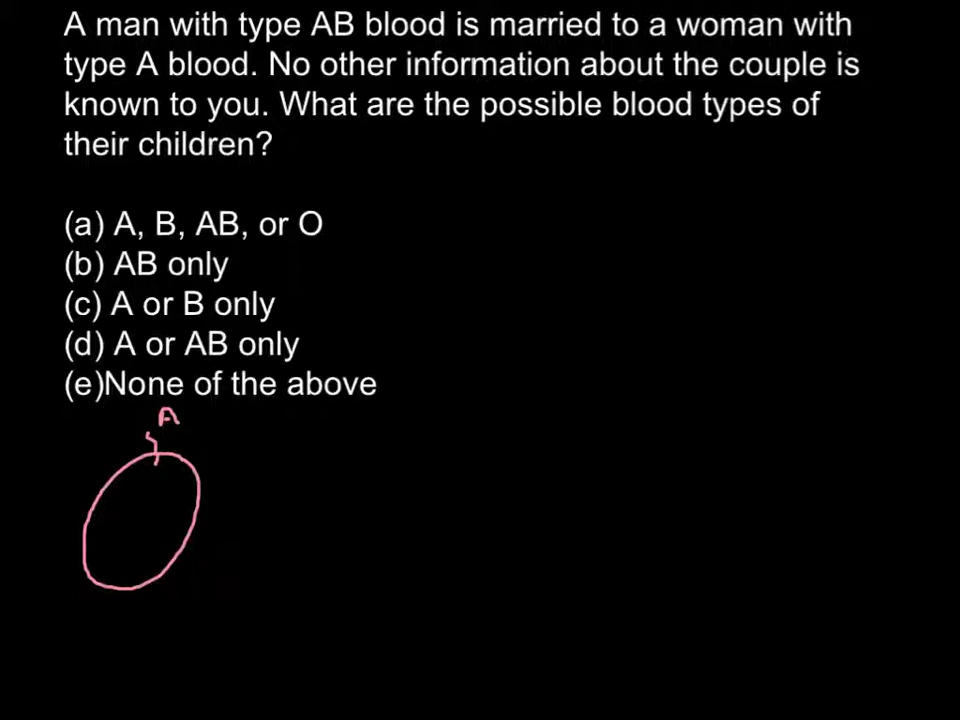 A man with type AB blood is married to a woman with
type A blood. No other information about the couple is
known to you. What are the possible blood types of
their children?
(a) A, B, AB, or O
(b) AB only
(c) A or B only
(d) A or AB only
(e)None of the above
A